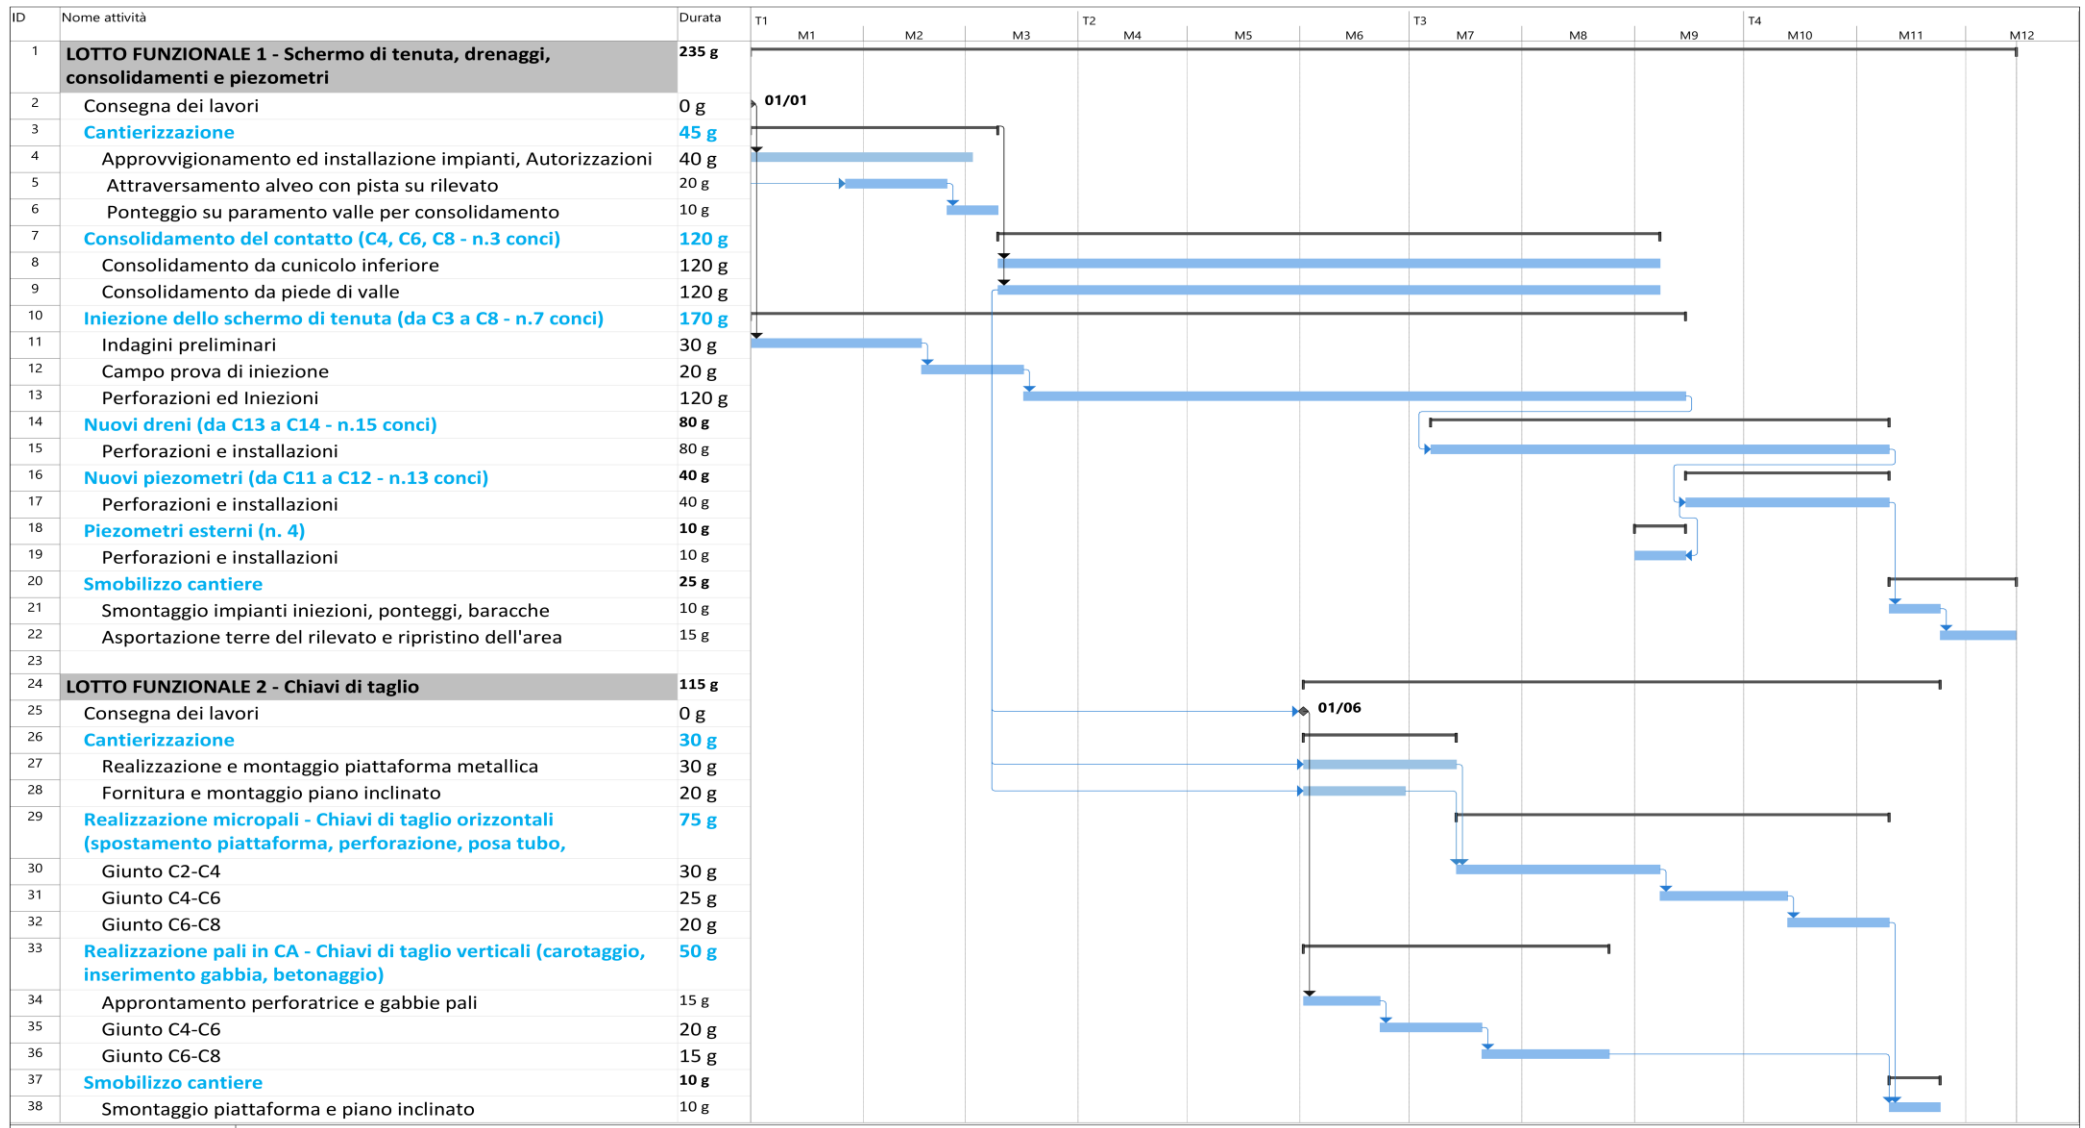 ID Nome attività Durata T1 T2 T3 T4
M1 M2 M3 M4 M5 M6 M7 M8 M9 M10 M11 M12
1 LOTTO FUNZIONALE 1 - Schermo di tenuta, drenaggi, 235 g
consolidamenti e piezometri
2 Consegna dei lavori 0 g 01/01
3 Cantierizzazione 45 g
4 Approvvigionamento ed installazione impianti, Autorizzazioni 40 g
5 Attraversamento alveo con pista su rilevato 20 g
6 Ponteggio su paramento valle per consolidamento 10 g
7 Consolidamento del contatto (C4, C6, C8 - n.3 conci) 120 g
8 Consolidamento da cunicolo inferiore 120 g
9 Consolidamento da piede di valle 120 g
10 Iniezione dello schermo di tenuta (da C3 a C8 - n.7 conci) 170 g
11 Indagini preliminari 30 g
12 Campo prova di iniezione 20 g
13 Perforazioni ed Iniezioni 120 g
14 Nuovi dreni (da C13 a C14 - n.15 conci) 80 g
15 Perforazioni e installazioni 80 g
16 Nuovi piezometri (da C11 a C12 - n.13 conci) 40 g
17 Perforazioni e installazioni 40 g
18 Piezometri esterni (n. 4) 10 g
19 Perforazioni e installazioni 10 g
20 Smobilizzo cantiere 25 g
21 Smontaggio impianti iniezioni, ponteggi, baracche 10 g
22 Asportazione terre del rilevato e ripristino dell'area 15 g
23
24 LOTTO FUNZIONALE 2 - Chiavi di taglio 115 g
25 Consegna dei lavori 0 g 01/06
26 Cantierizzazione 30 g
27 Realizzazione e montaggio piattaforma metallica 30 g
28 Fornitura e montaggio piano inclinato 20 g
29 Realizzazione micropali - Chiavi di taglio orizzontali 75 g
(spostamento piattaforma, perforazione, posa tubo,
30 Giunto C2-C4 30 g
31 Giunto C4-C6 25 g
32 Giunto C6-C8 20 g
33 Realizzazione pali in CA - Chiavi di taglio verticali (carotaggio, 50 g
inserimento gabbia, betonaggio)
34 Approntamento perforatrice e gabbie pali 15 g
35 Giunto C4-C6 20 g
36 Giunto C6-C8 15 g
37 Smobilizzo cantiere 10 g
38 Smontaggio piattaforma e piano inclinato 10 g